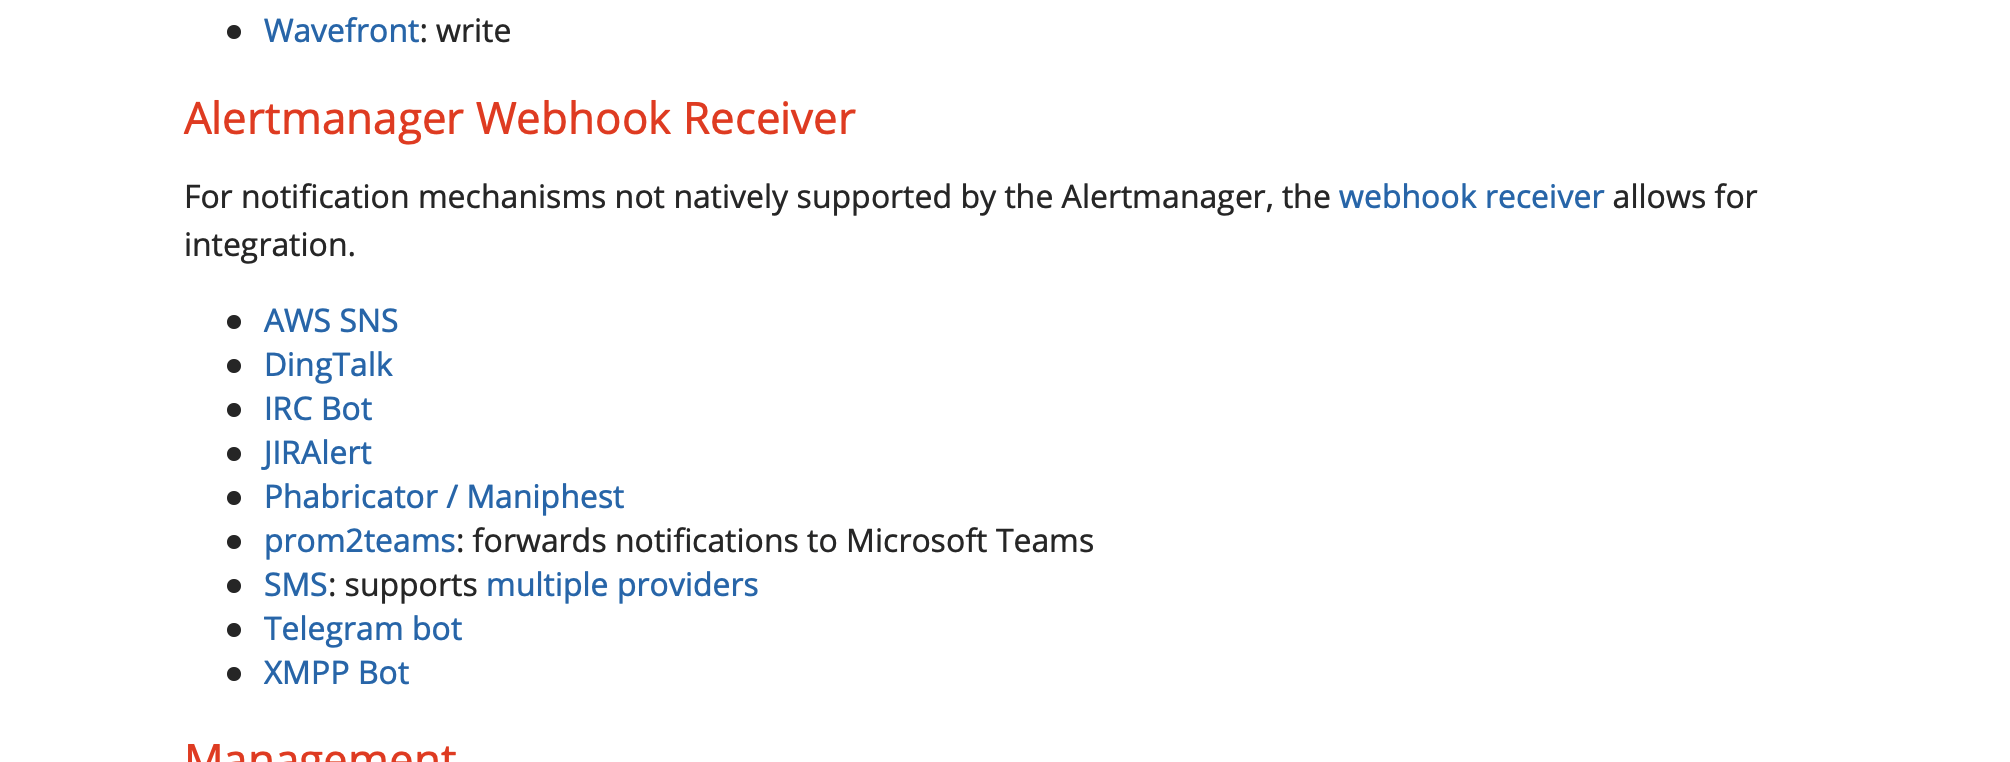 Wavefront: write
Alertmanager Webhook Receiver
For notification mechanisms not natively supported by the Alertmanager, the webhook receiver allows for
integration.
AWS SNS
DingTalk
IRC Bot
JIRAlert
Phabricator / Maniphest
prom2teams: forwards notifications to Microsoft Teams
SMS: supports multiple providers
Telegram bot
XMPP Bot
Management